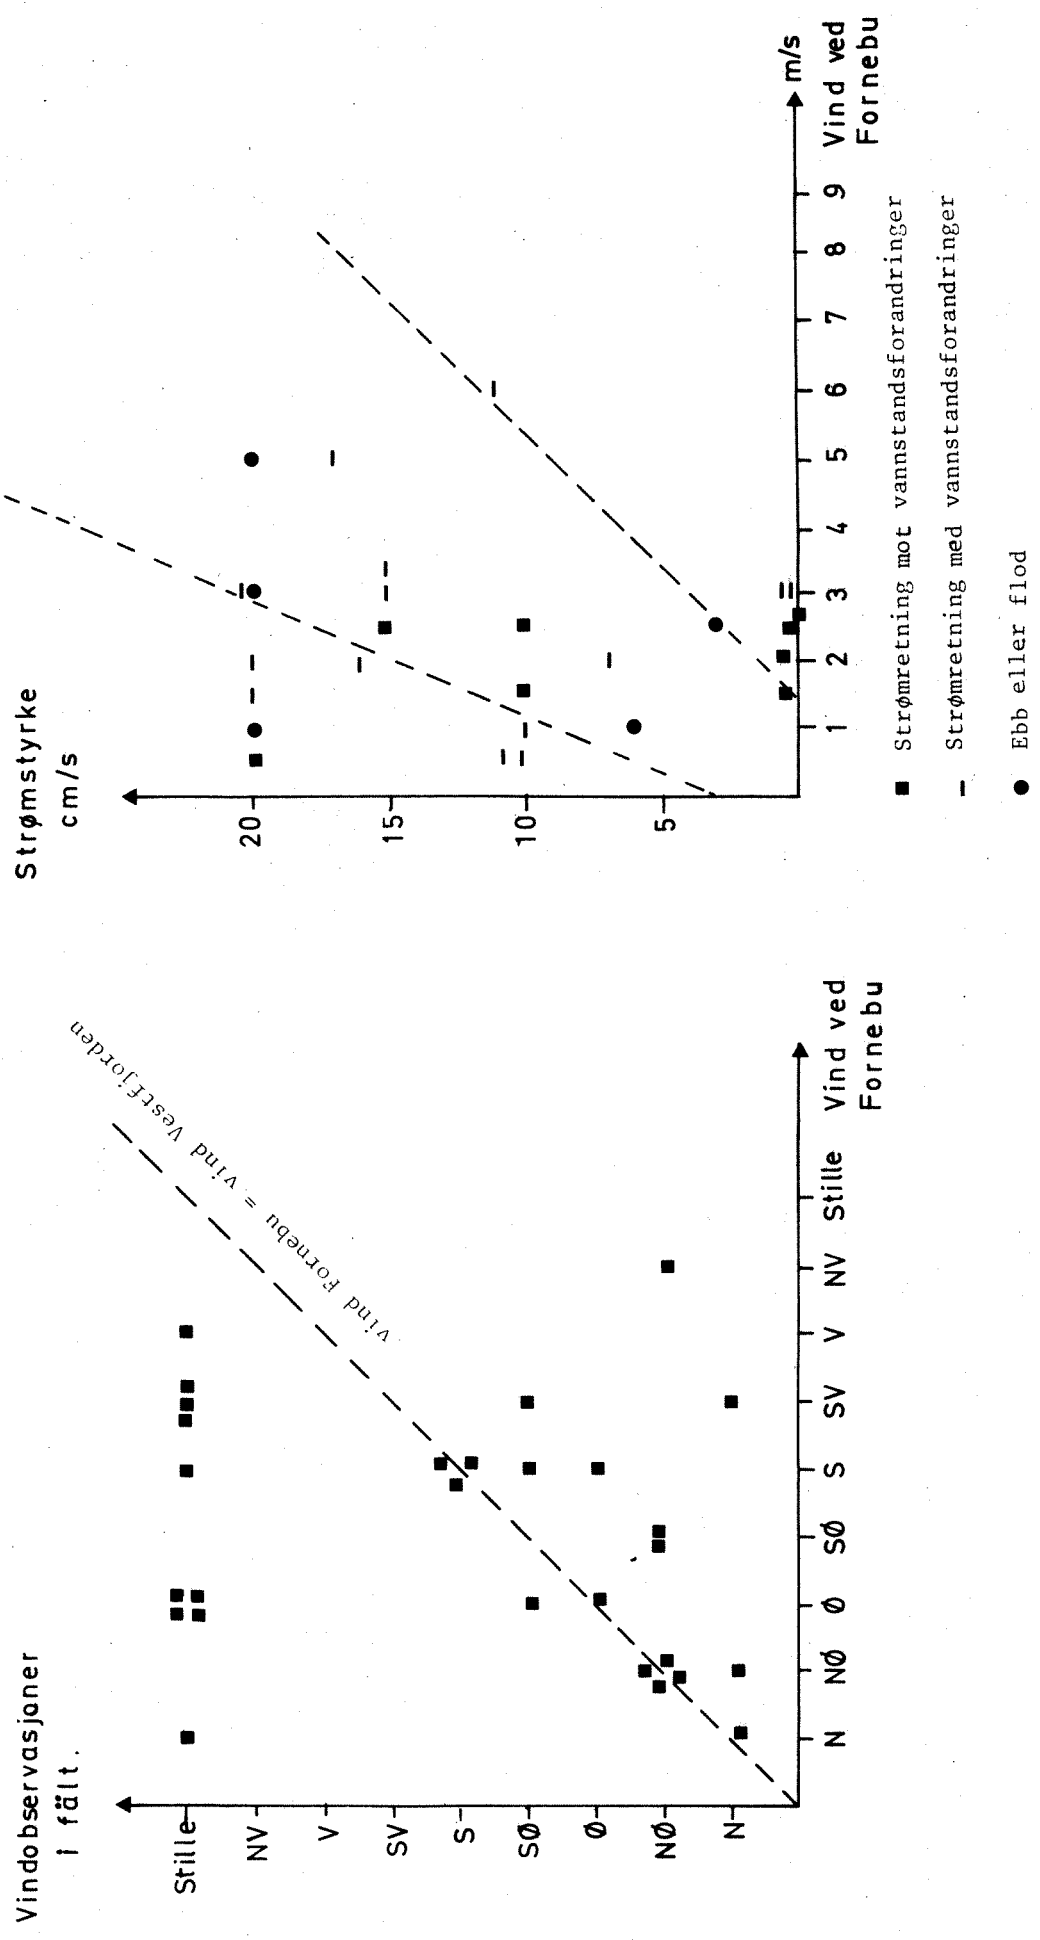 Vindobservasjoner
i fält.
Stille
NV
V
SV
S
SØ
Ø
NØ
N
N
NØ
Ø
SØ
S
SV
V
NV
Stille
Vind ved
Fornebu
vind Fornebu = vind Vestfjorden
Strømstyrke
cm/s
20
15
10
5
1
2
3
4
5
6
7
8
9
m/s
Vind ved
Fornebu
Strømretning mot vannstandsforandringer
Strømretning med vannstandsforandringer
Ebb eller flod